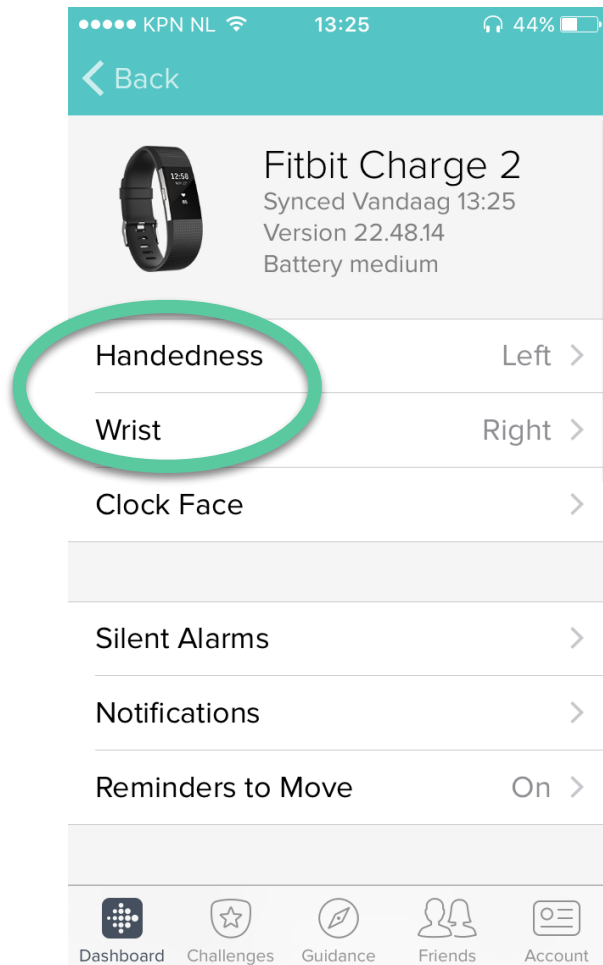 ●●●●● KPN NL 13:25 44%
Back
12:58
Fitbit Charge 2
Synced Vandaag 13:25
Version 22.48.14
Battery medium
Handedness Left
Wrist Right
Clock Face
Silent Alarms
Notifications
Reminders to Move On
Dashboard Challenges Guidance Friends Account